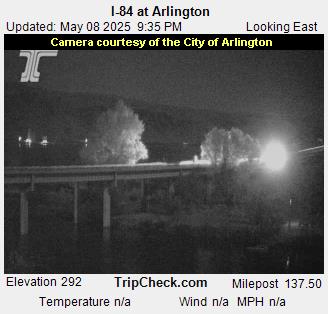 I-84 at Arlington
Updated: May 08 2025 9:35 PM Looking East
Camera courtesy of the City of Arlington
Elevation 292 TripCheck.com Milepost 137.50
Temperature n/a Wind n/a MPH n/a